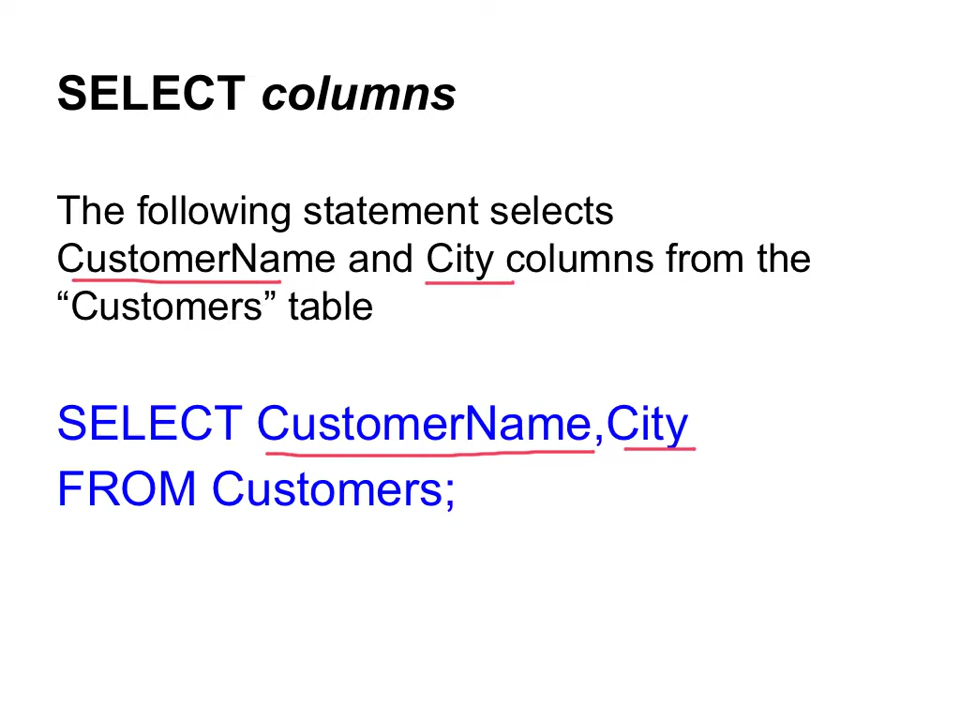 SELECT columns
The following statement selects
CustomerName and City columns from the
“Customers” table
SELECT CustomerName,City
FROM Customers;